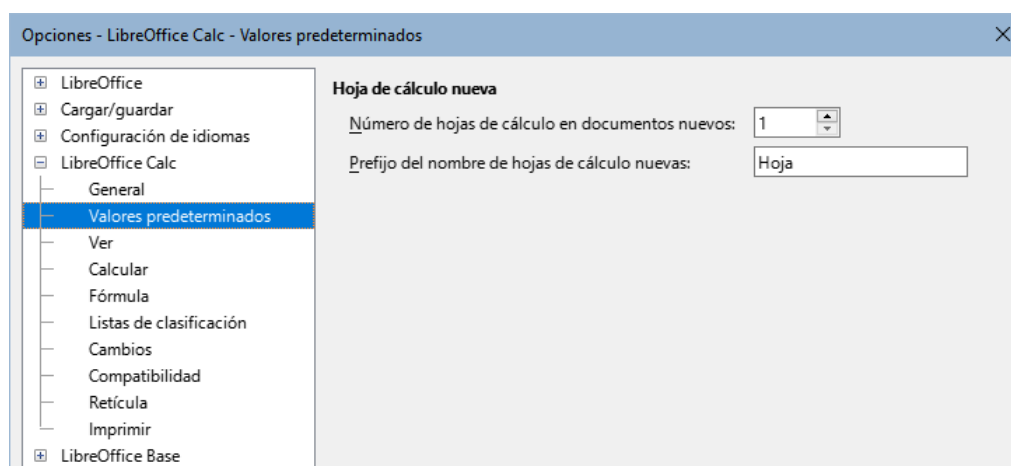 Opciones - LibreOffice Calc - Valores predeterminados
LibreOffice
Cargar/guardar
Configuración de idiomas
LibreOffice Calc
General
Valores predeterminados
Ver
Calcular
Fórmula
Listas de clasificación
Cambios
Compatibilidad
Retícula
Imprimir
LibreOffice Base
Hoja de cálculo nueva
Número de hojas de cálculo en documentos nuevos: 1
Prefijo del nombre de hojas de cálculo nuevas: Hoja